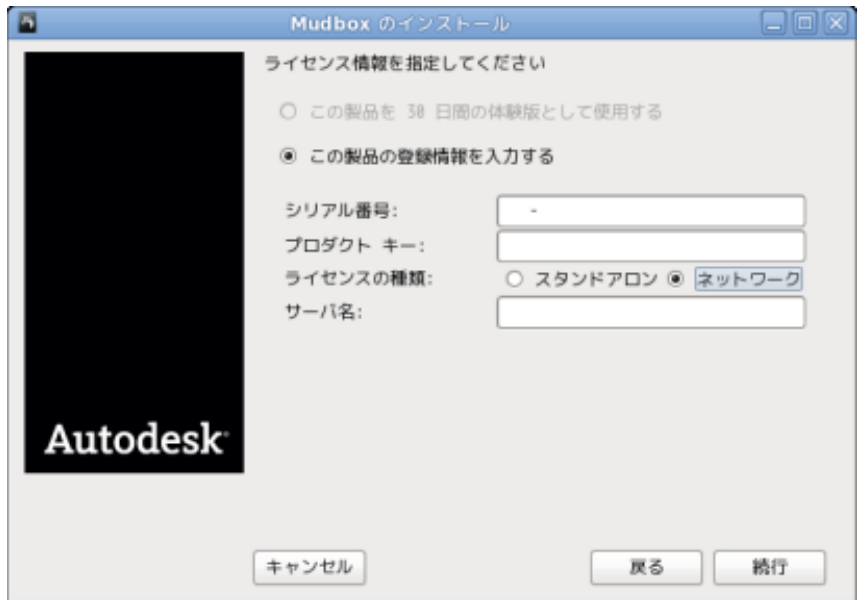 Mudbox のインストール
ライセンス情報を指定してください
この製品を 30 日間の体験版として使用する
この製品の登録情報を入力する
シリアル番号: -
プロダクト キー:
ライセンスの種類: スタンドアロン ネットワーク
サーバ名:
Autodesk
キャンセル 戻る 続行